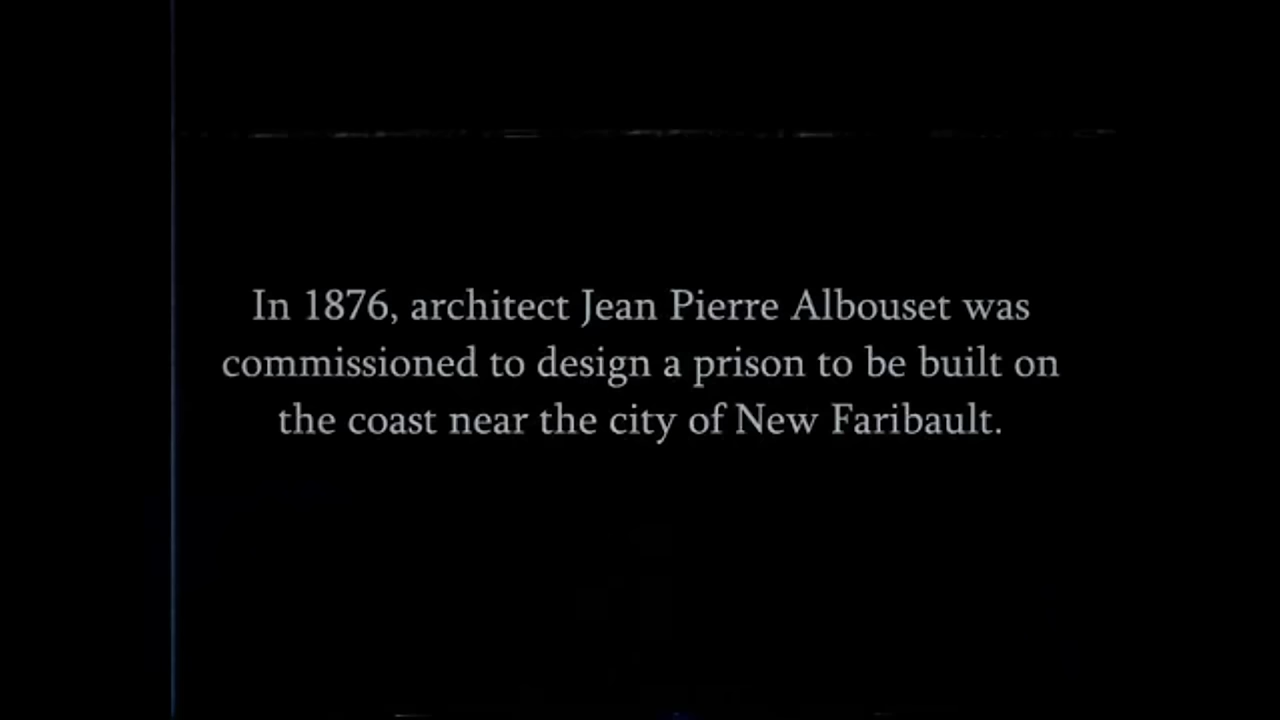 In 1876, architect Jean Pierre Albouset was
commissioned to design a prison to be built on
the coast near the city of New Faribault.